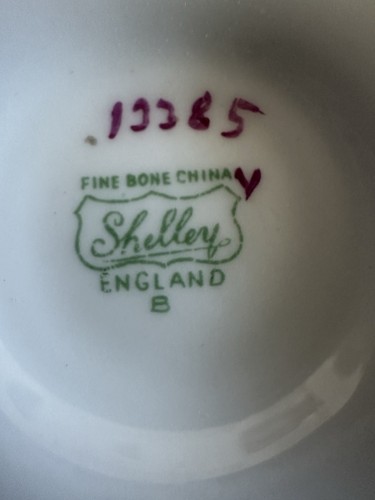 13385
FINE BONE CHINA
Shelley
ENGLAND
B